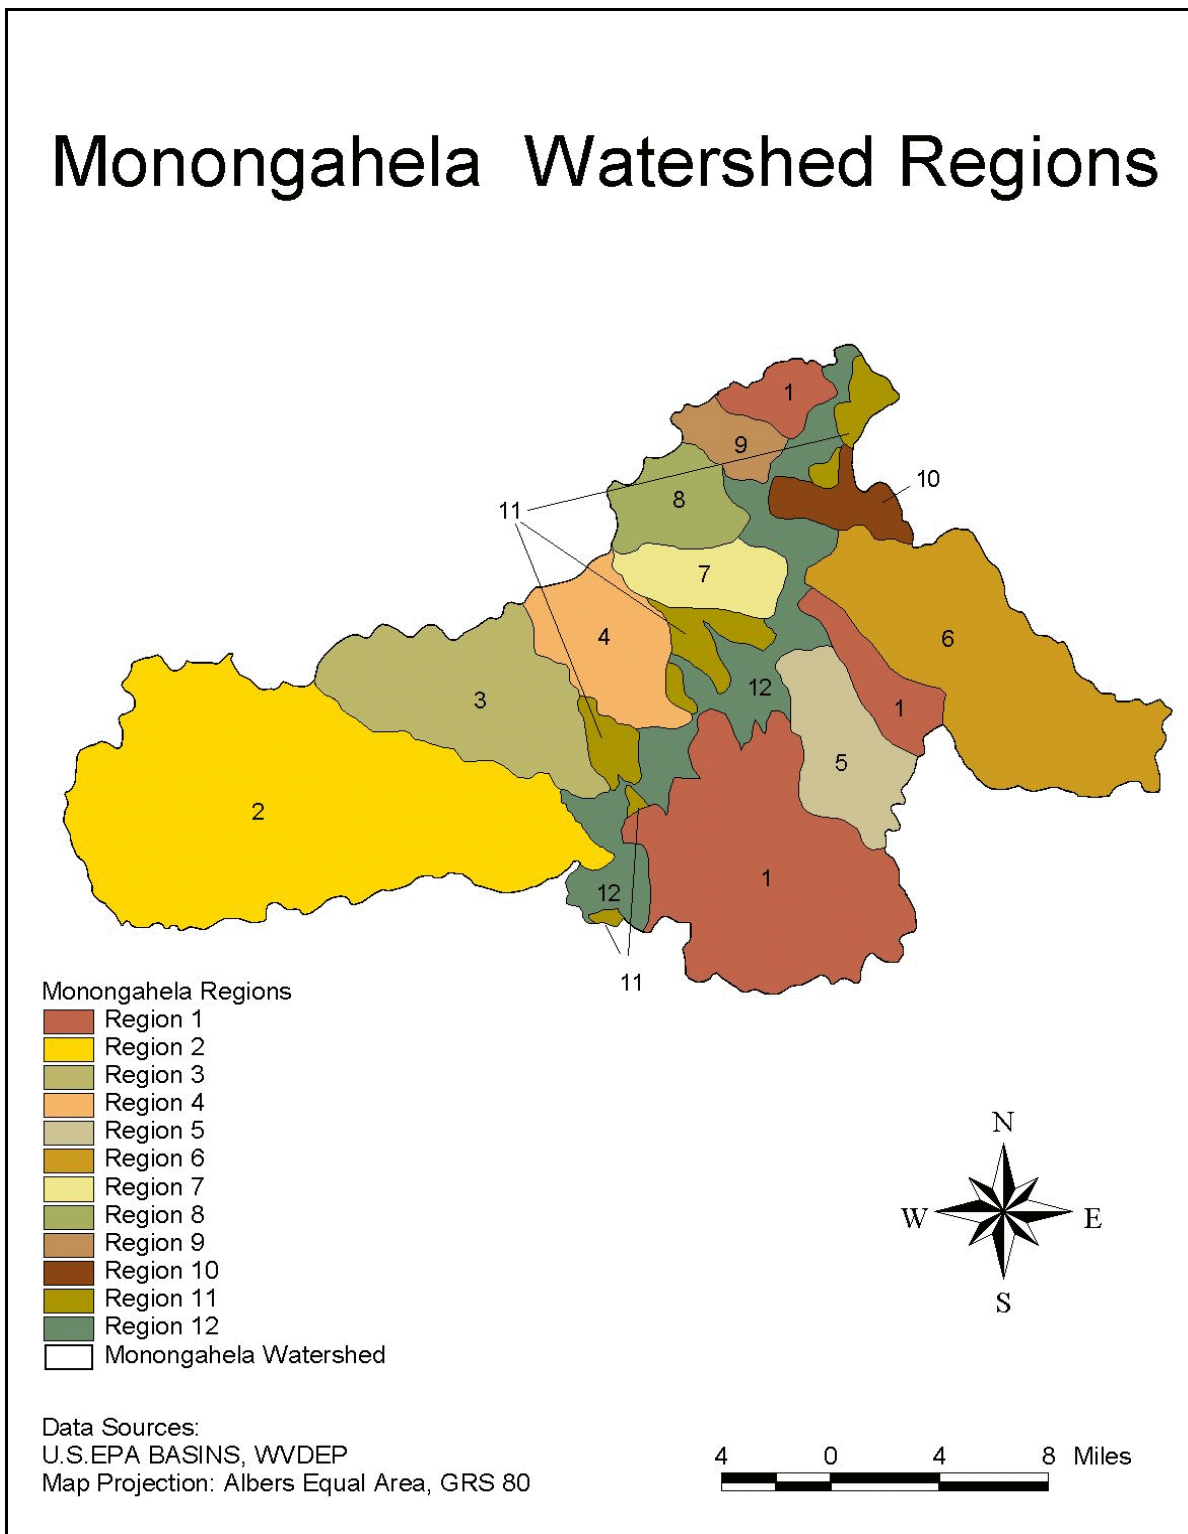 Monongahela Watershed Regions
1
9
10
8
11
7
4
6
12
3
1
5
2
1
12
11
Monongahela Regions
Region 1
Region 2
Region 3
Region 4
Region 5
Region 6
Region 7
Region 8
Region 9
Region 10
Region 11
Region 12
Monongahela Watershed
N
W E
S
Data Sources:
U.S.EPA BASINS, WVDEP
Map Projection: Albers Equal Area, GRS 80
4 0 4 8 Miles